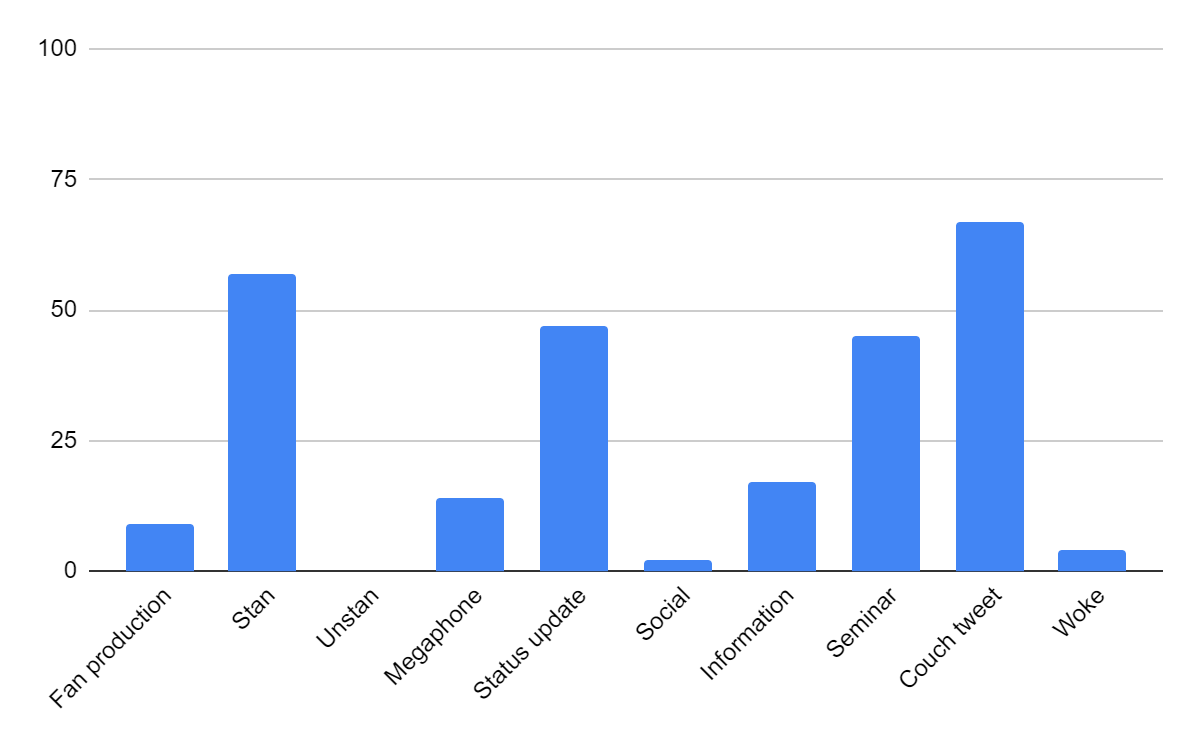 100
75
50
25
0
Fan production
Stan
Unstan
Megaphone
Status update
Social
Information
Seminar
Couch tweet
Woke